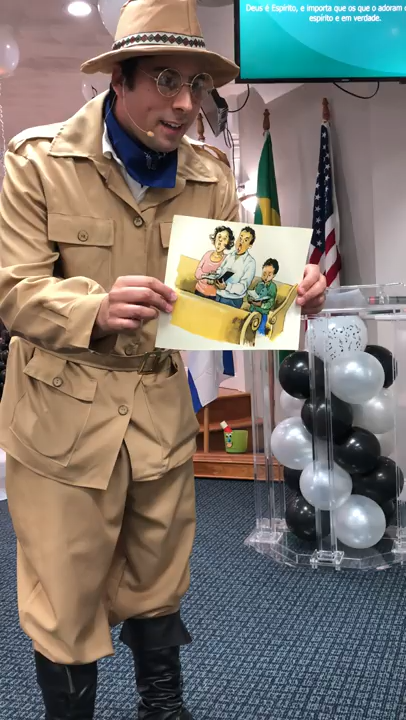 Deus é Espírito, e importa que os que o adoram
espírito e em verdade.